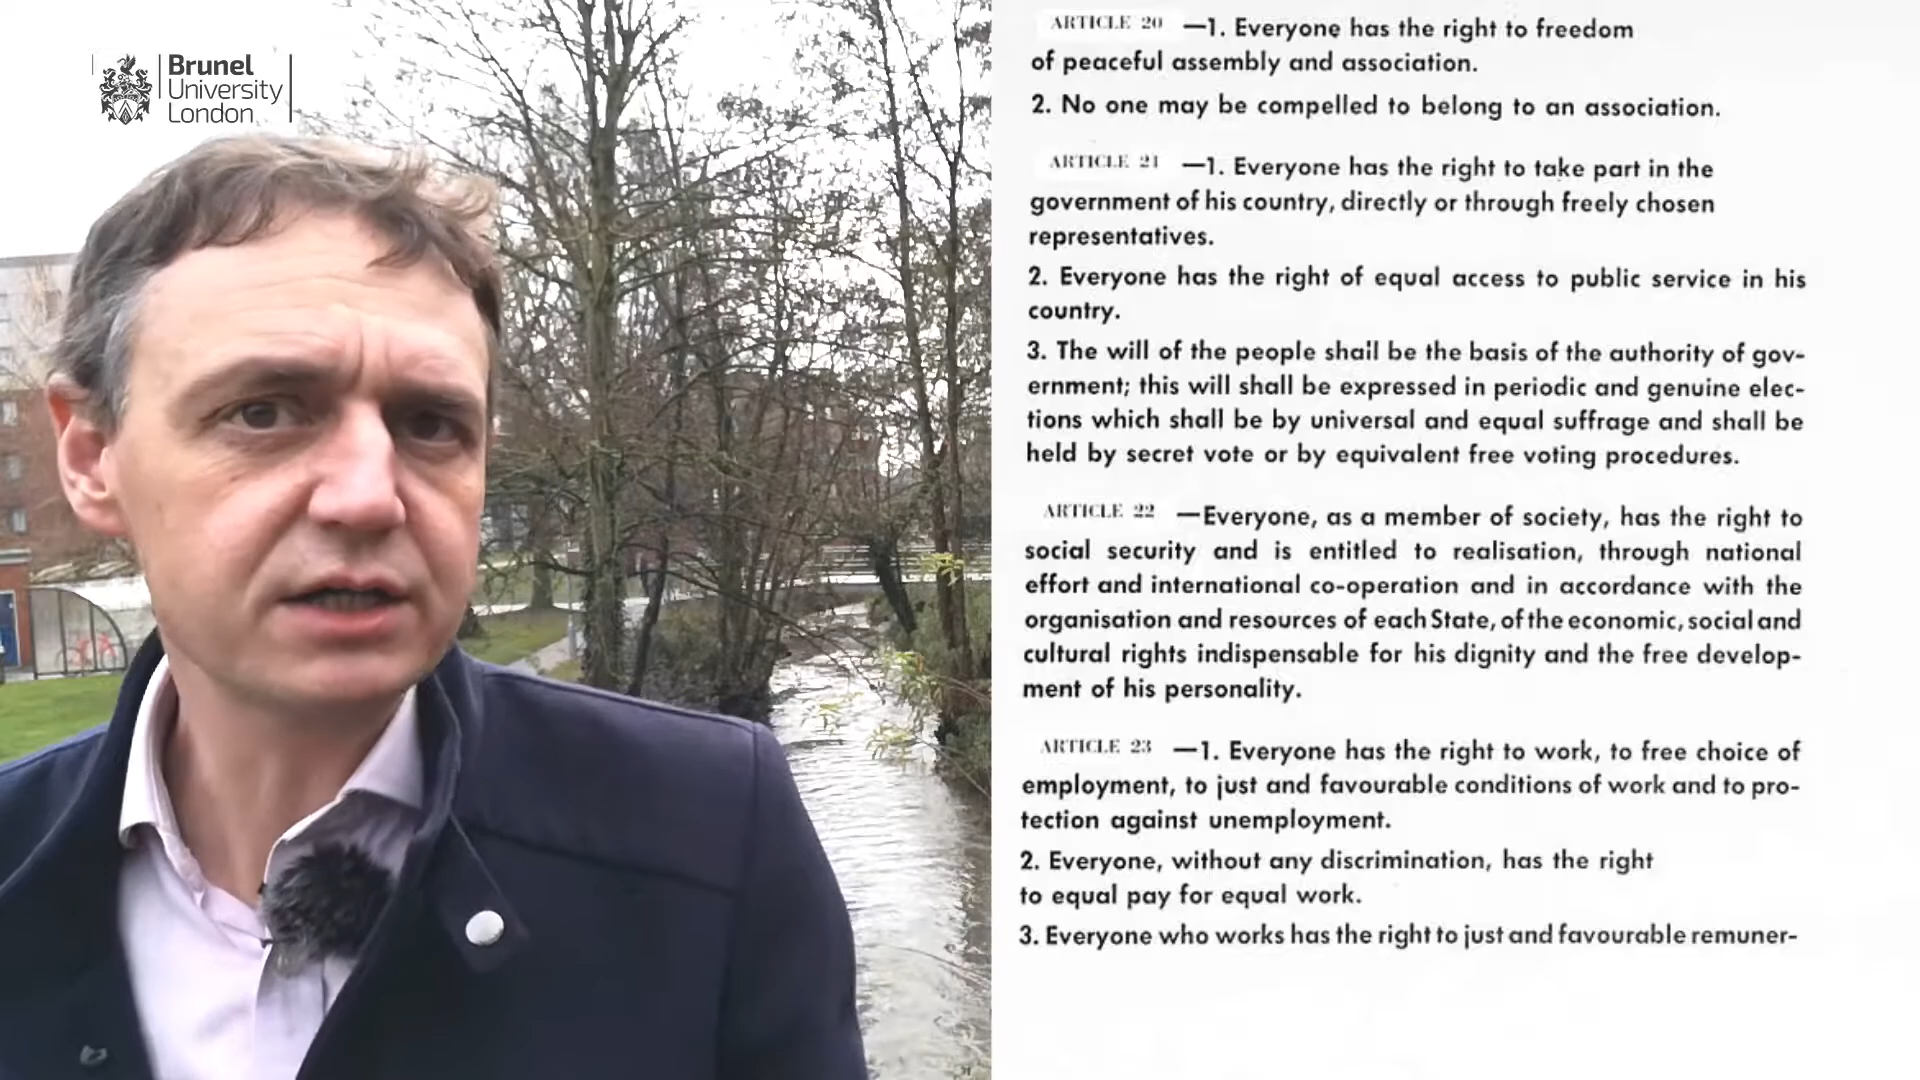 Brunel
University
London
ARTICLE 20 —1. Everyone has the right to freedom
of peaceful assembly and association.
2. No one may be compelled to belong to an association.
ARTICLE 21 —1. Everyone has the right to take part in the
government of his country, directly or through freely chosen
representatives.
2. Everyone has the right of equal access to public service in his
country.
3. The will of the people shall be the basis of the authority of gov-
ernment; this will shall be expressed in periodic and genuine elec-
tions which shall be by universal and equal suffrage and shall be
held by secret vote or by equivalent free voting procedures.
ARTICLE 22 —Everyone, as a member of society, has the right to
social security and is entitled to realisation, through national
effort and international co-operation and in accordance with the
organisation and resources of each State, of the economic, social and
cultural rights indispensable for his dignity and the free develop-
ment of his personality.
ARTICLE 23 —1. Everyone has the right to work, to free choice of
employment, to just and favourable conditions of work and to pro-
tection against unemployment.
2. Everyone, without any discrimination, has the right
to equal pay for equal work.
3. Everyone who works has the right to just and favourable remuner-